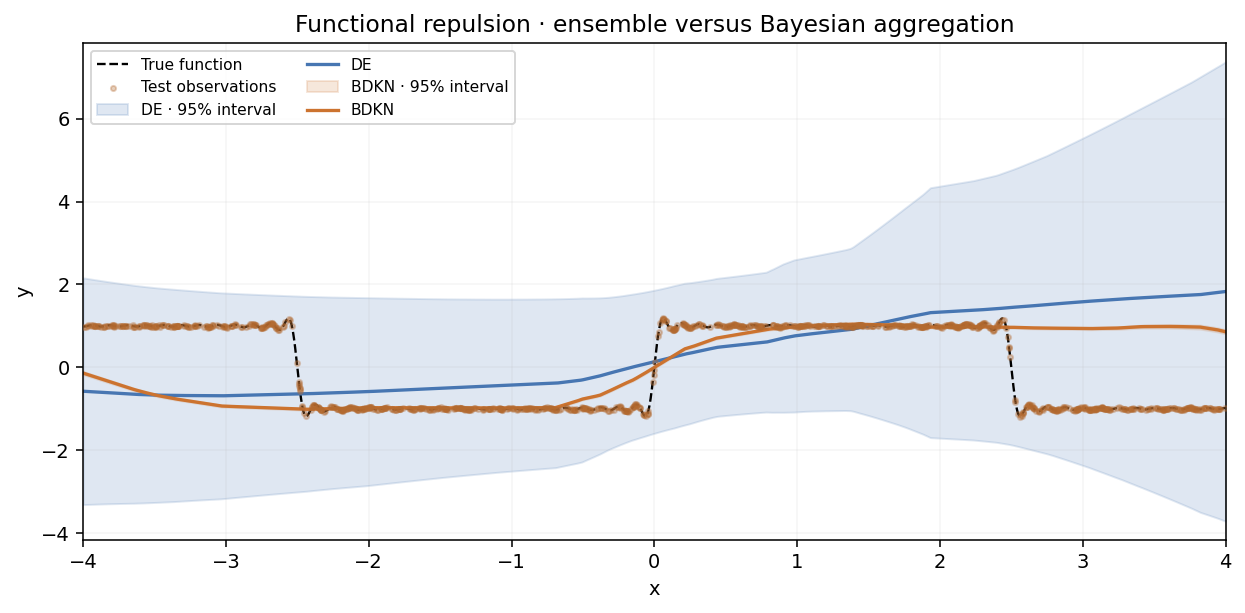 Functional repulsion · ensemble versus Bayesian aggregation
True function
Test observations
DE · 95% interval
DE
BDKN · 95% interval
BDKN
y
6
4
2
0
−2
−4
−4 −3 −2 −1 0 1 2 3 4
x